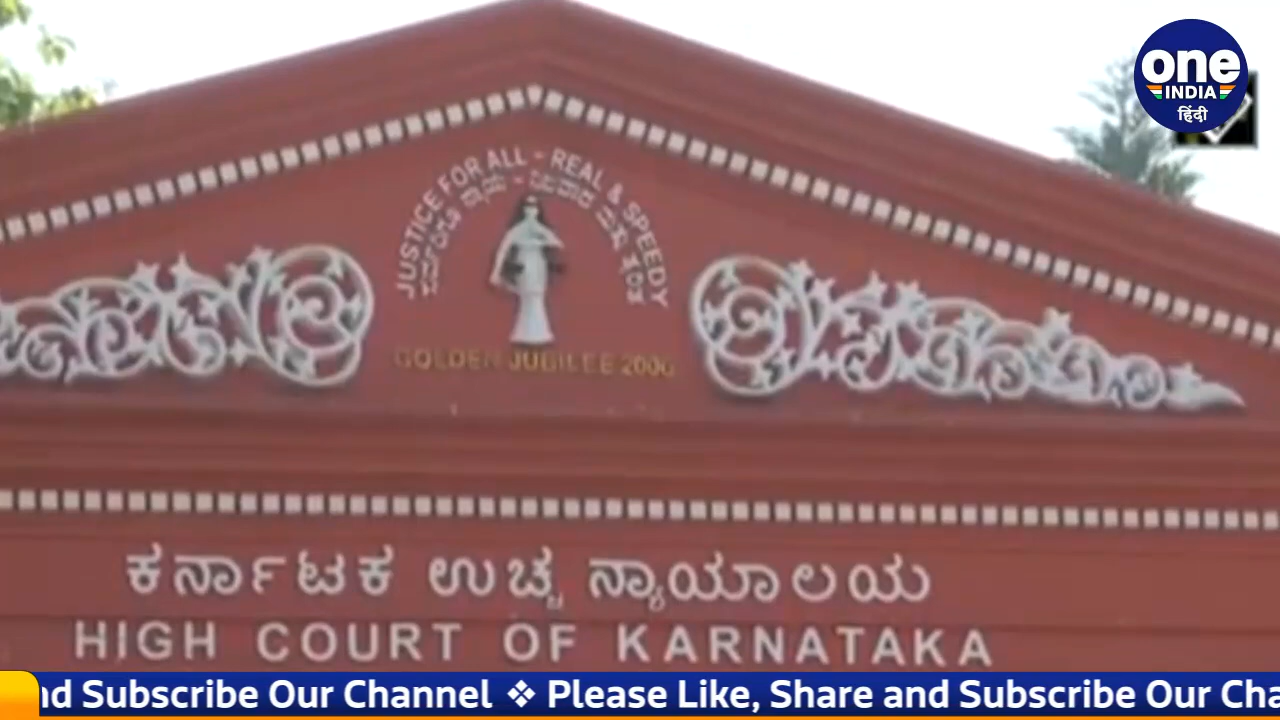 one
INDIA
हिंदी
JUSTICE FOR ALL - REAL & SPEEDY
GOLDEN JUBILEE 2006
ಕರ್ನಾಟಕ ಉಚ್ಚ ನ್ಯಾಯಾಲಯ
HIGH COURT OF KARNATAKA
nd Subscribe Our Channel ❖ Please Like, Share and Subscribe Our Cha